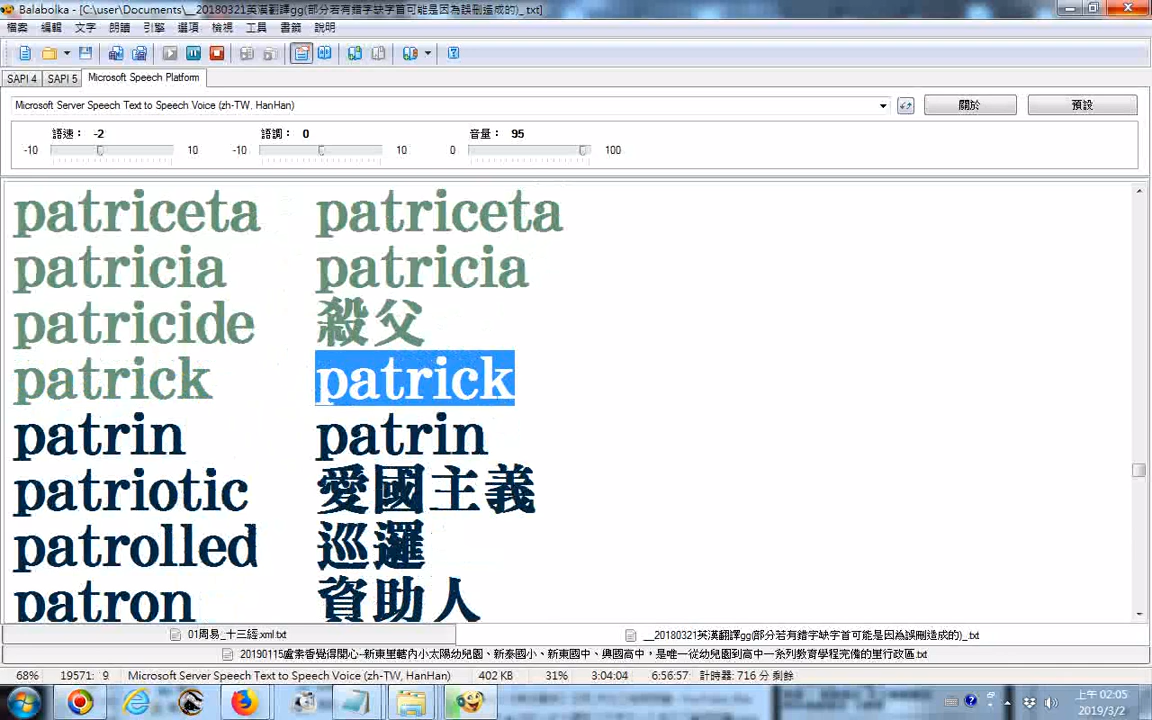 Balabolka - [C:\user\Documents\__20180321英漢翻譯gg(部分若有錯字缺字首可能是因為誤刪造成的)_.txt]
檔案 編輯 文字 朗讀 引擎 選項 檢視 工具 書籤 說明
SAPI 4 SAPI 5 Microsoft Speech Platform
Microsoft Server Speech Text to Speech Voice (zh-TW, HanHan) 關於 預設
語速： -2 語調： 0 音量： 95
-10 10 -10 10 0 100
patriceta patriceta
patricia patricia
patricide 殺父
patrick patrick
patrin patrin
patriotic 愛國主義
patrolled 巡邏
patron 資助人
01周易_十三經.xml.txt __20180321英漢翻譯gg(部分若有錯字缺字首可能是因為誤刪造成的)_.txt
20190115盧素香覺得開心-新東里轄內小太陽幼兒園、新泰國小、新東國中、興國高中，是唯一從幼兒園到高中一系列教育學程完備的里行政區.txt
68% 19571: 9 Microsoft Server Speech Text to Speech Voice (zh-TW, HanHan) 402 KB 31% 3:04:04 6:56:57 計時器: 716 分 剩餘
上午 02:05
2019/3/2